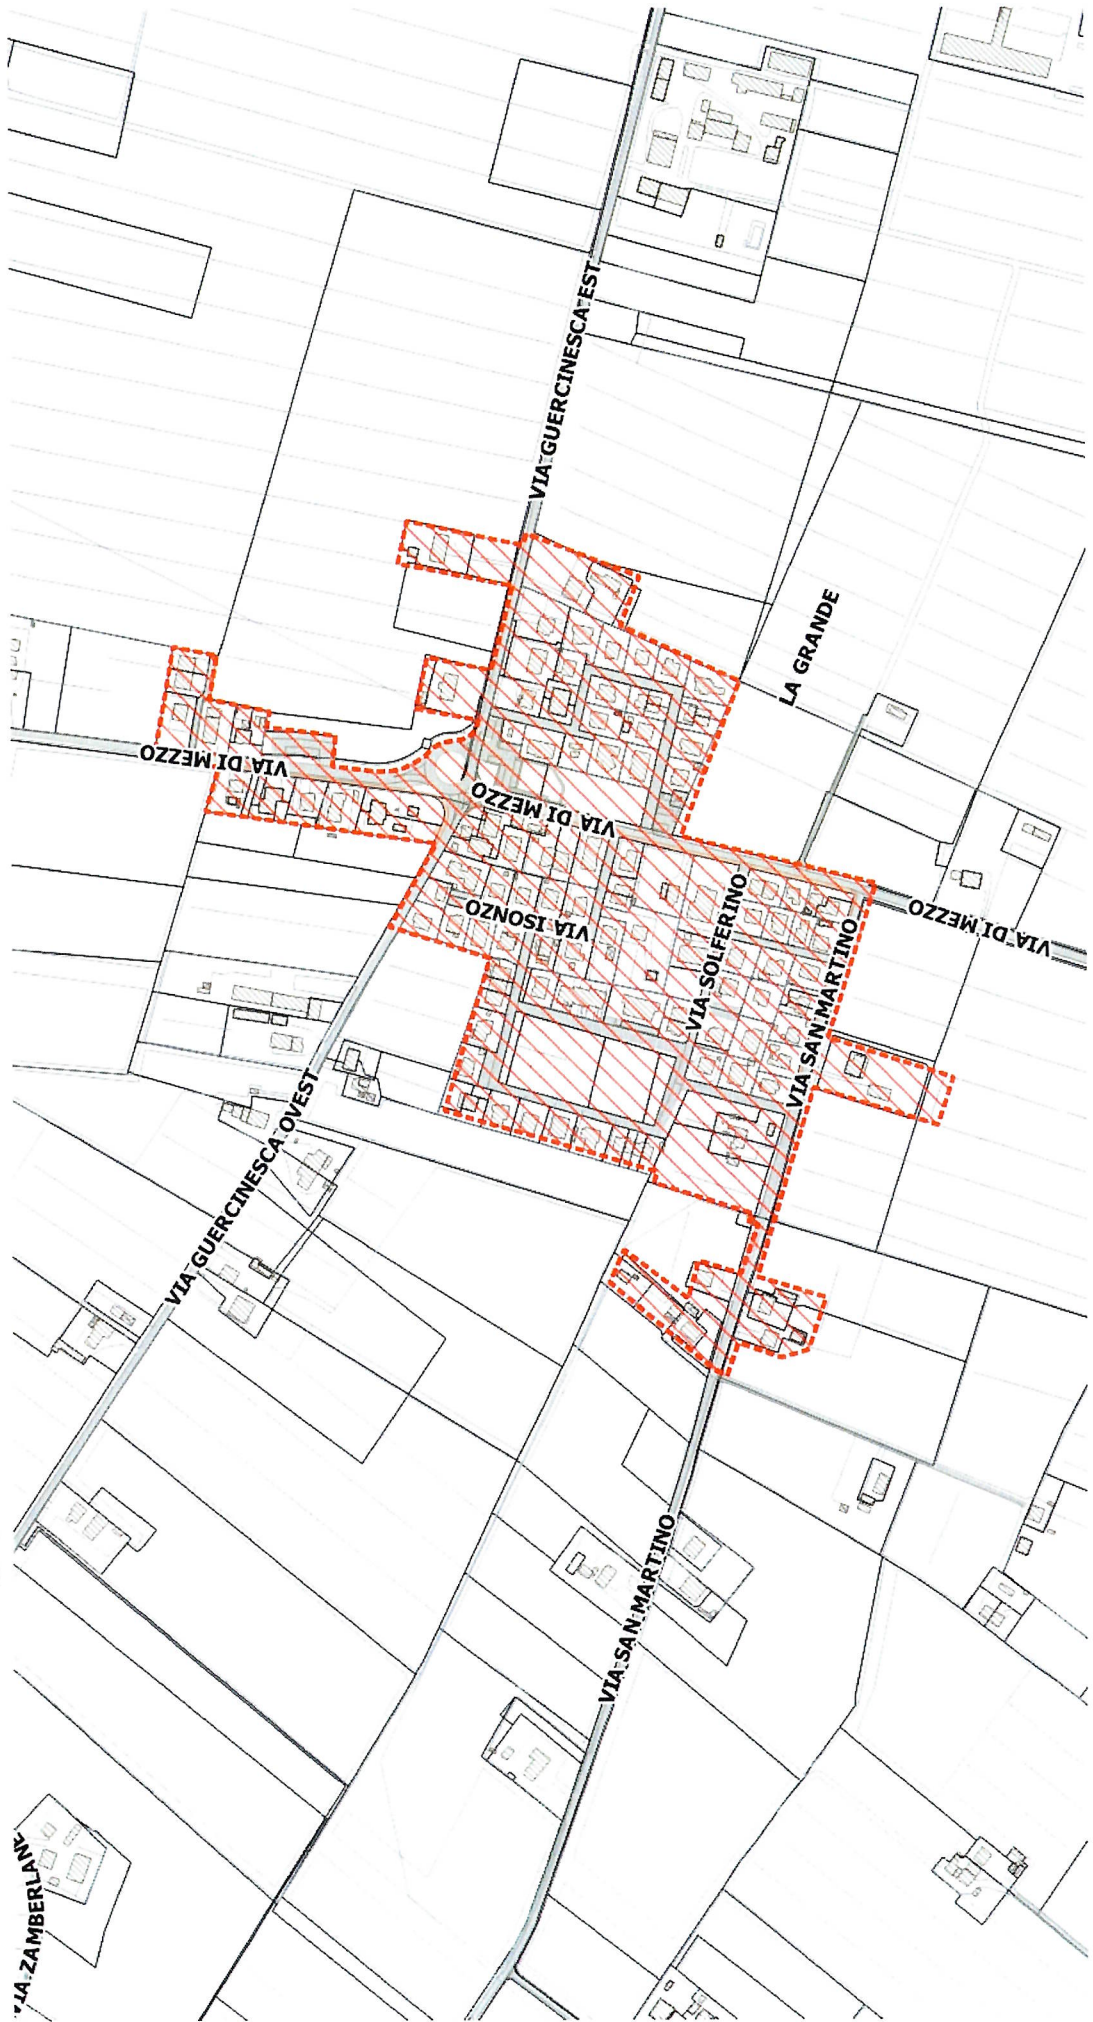 VIA GUERCINESCA EST
LA GRANDE
VIA DI MEZZO
VIA DI MEZZO
VIA DI MEZZO
VIA ISONZO
VIA SOLFERINO
VIA SAN MARTINO
VIA GUERCINESCA OVEST
VIA SAN MARTINO
VIA ZAMBERLANE